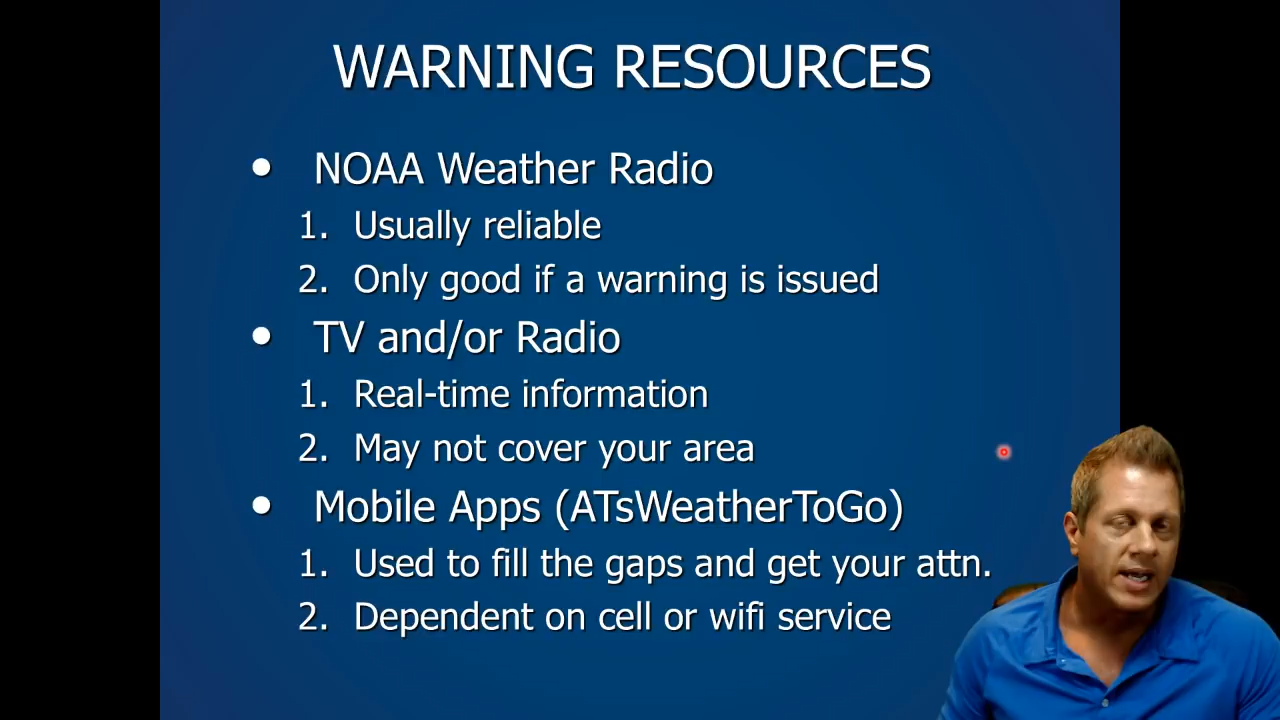 WARNING RESOURCES
• NOAA Weather Radio
1. Usually reliable
2. Only good if a warning is issued
• TV and/or Radio
1. Real-time information
2. May not cover your area
• Mobile Apps (ATsWeatherToGo)
1. Used to fill the gaps and get your attn.
2. Dependent on cell or wifi service